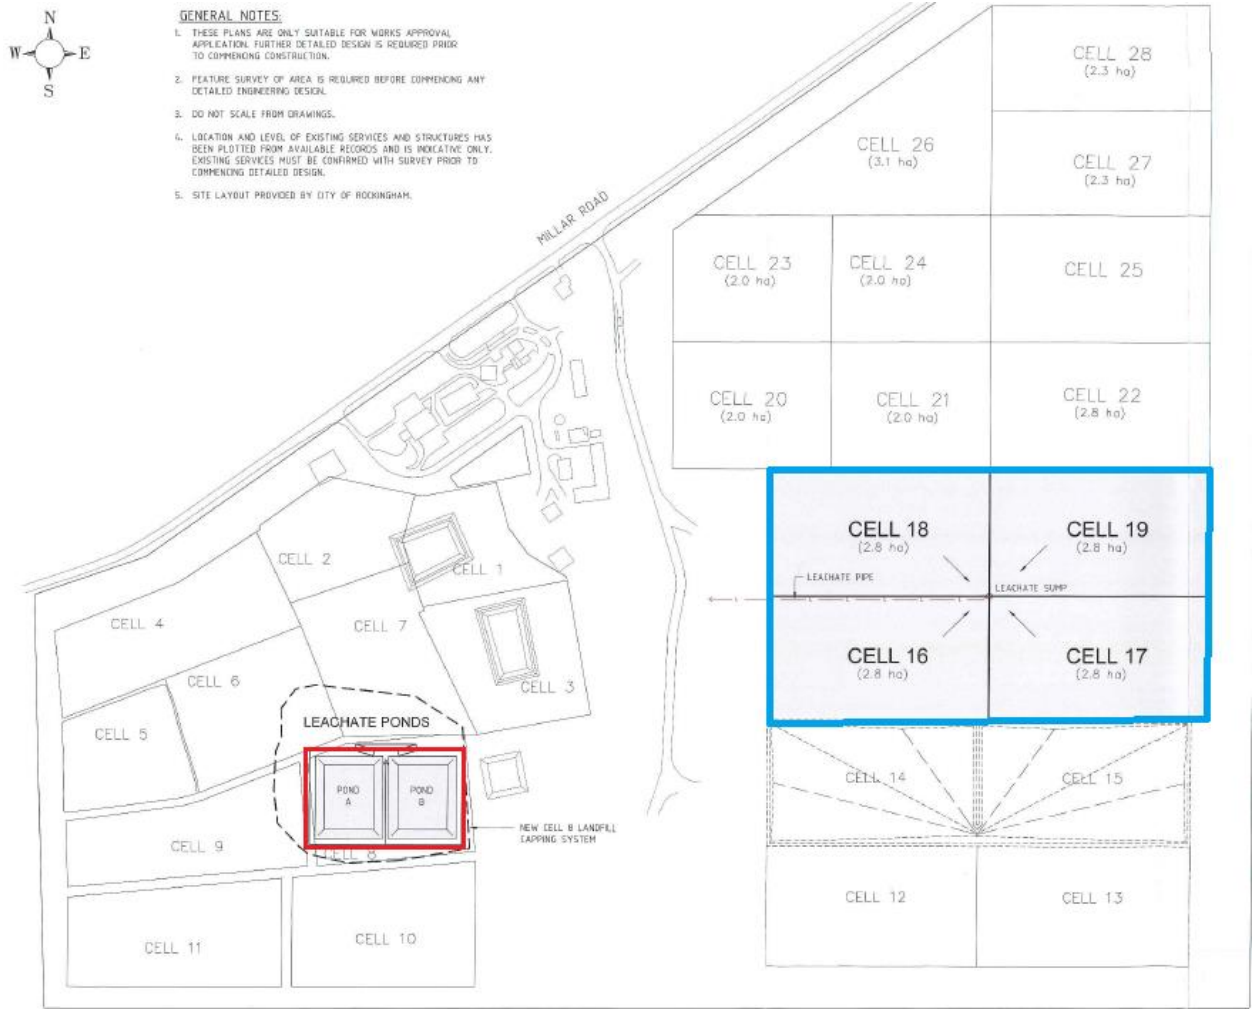 N
W E
S
GENERAL NOTES:
1. THESE PLANS ARE ONLY SUITABLE FOR WORKS APPROVAL
APPLICATION. FURTHER DETAILED DESIGN IS REQUIRED PRIOR
TO COMMENCING CONSTRUCTION.
2. FEATURE SURVEY OF AREA IS REQUIRED BEFORE COMMENCING ANY
DETAILED ENGINEERING DESIGN.
3. DO NOT SCALE FROM DRAWINGS.
4. LOCATION AND LEVEL OF EXISTING SERVICES AND STRUCTURES HAS
BEEN PLOTTED FROM AVAILABLE RECORDS AND IS INDICATIVE ONLY.
EXISTING SERVICES MUST BE CONFIRMED WITH SURVEY PRIOR TO
COMMENCING DETAILED DESIGN.
5. SITE LAYOUT PROVIDED BY CITY OF ROCKINGHAM.
MILLAR ROAD
CELL 28
(2.3 ha)
CELL 26
(3.1 ha)
CELL 27
(2.3 ha)
CELL 23
(2.0 ha)
CELL 24
(2.0 ha)
CELL 25
CELL 20
(2.0 ha)
CELL 21
(2.0 ha)
CELL 22
(2.8 ha)
CELL 18
(2.8 ha)
CELL 19
(2.8 ha)
LEACHATE PIPE
LEACHATE SUMP
L L L L L
CELL 16
(2.8 ha)
CELL 17
(2.8 ha)
CELL 14
CELL 15
CELL 12
CELL 13
CELL 2
CELL 1
CELL 4
CELL 7
CELL 6
CELL 3
CELL 5
LEACHATE PONDS
POND
A
POND
B
NEW CELL 8 LANDFILL
CAPPING SYSTEM
CELL 9
CELL 8
CELL 11
CELL 10